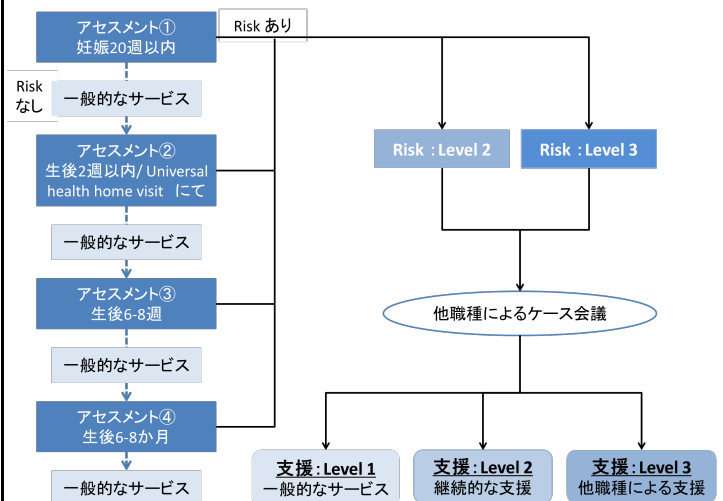 アセスメント①
妊娠20週以内
Risk あり
Risk
なし
一般的なサービス
アセスメント②
生後2週以内/ Universal
health home visit にて
一般的なサービス
アセスメント③
生後6-8週
一般的なサービス
アセスメント④
生後6-8か月
一般的なサービス
Risk ：Level 2
Risk ：Level 3
他職種によるケース会議
支援：Level 1
一般的なサービス
支援：Level 2
継続的な支援
支援：Level 3
他職種による支援